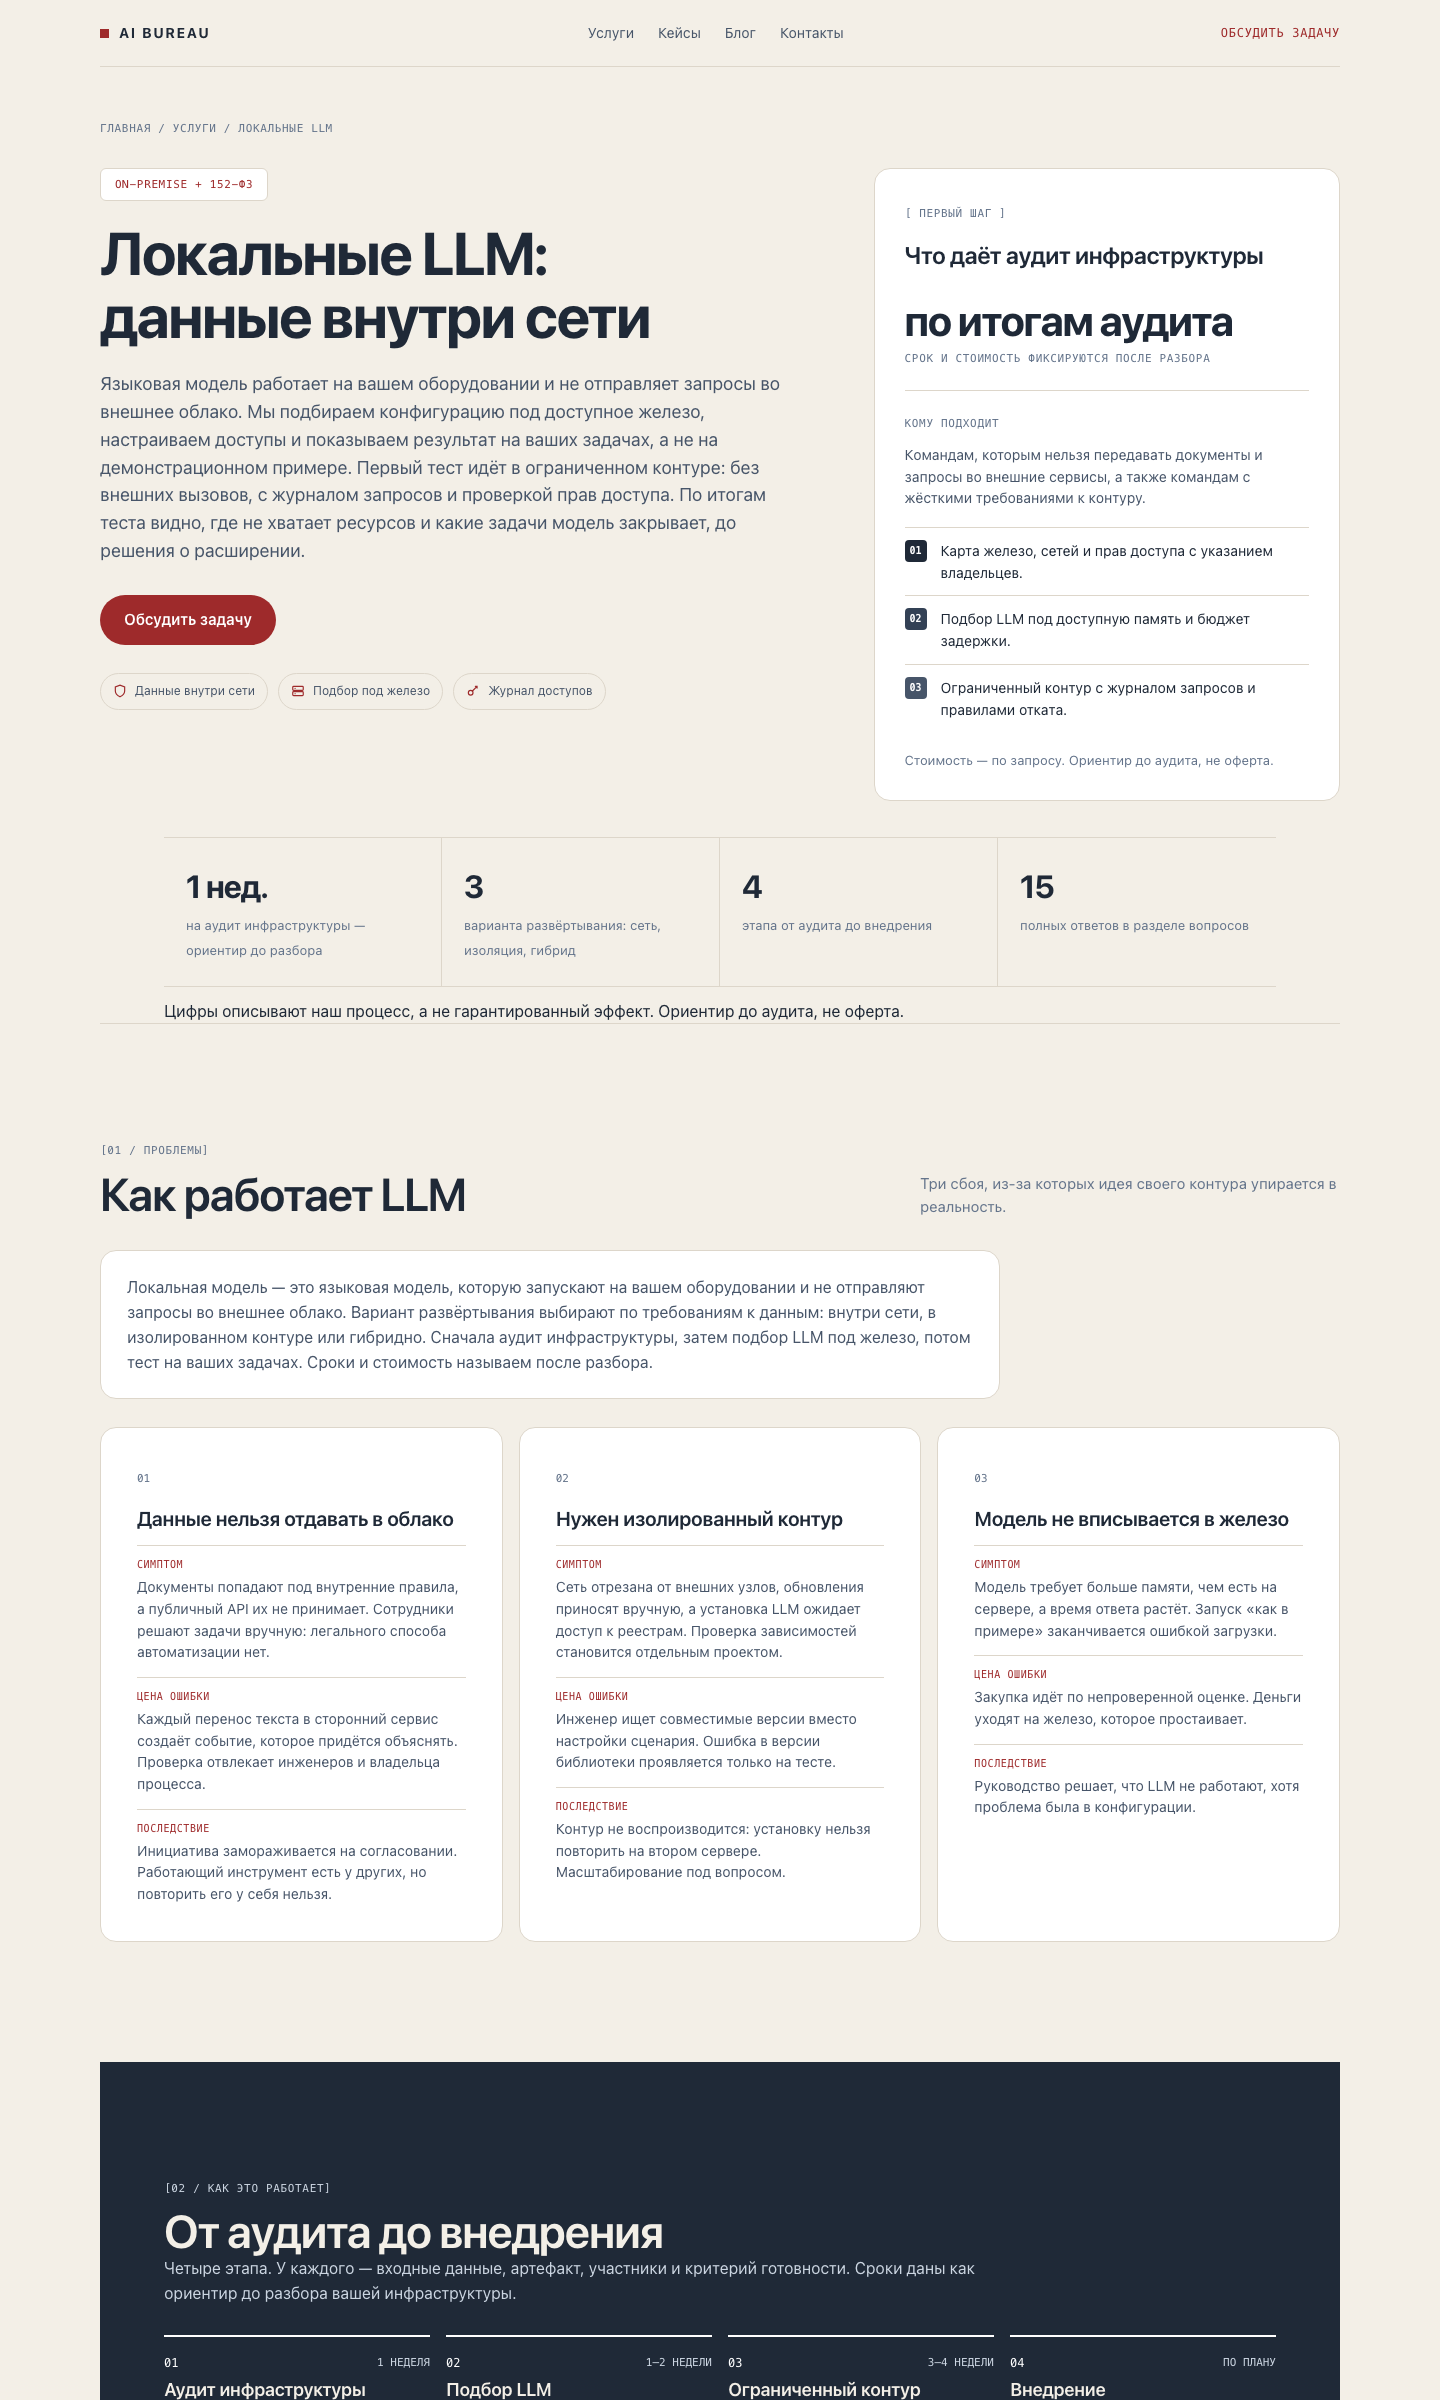 AI BUREAU
Услуги Кейсы Блог Контакты
ОБСУДИТЬ ЗАДАЧУ
ГЛАВНАЯ / УСЛУГИ / ЛОКАЛЬНЫЕ LLM
ON-PREMISE + 152-ФЗ
Локальные LLM:
данные внутри сети
Языковая модель работает на вашем оборудовании и не отправляет запросы во
внешнее облако. Мы подбираем конфигурацию под доступное железо,
настраиваем доступы и показываем результат на ваших задачах, а не на
демонстрационном примере. Первый тест идёт в ограниченном контуре: без
внешних вызовов, с журналом запросов и проверкой прав доступа. По итогам
теста видно, где не хватает ресурсов и какие задачи модель закрывает, до
решения о расширении.
Обсудить задачу
Данные внутри сети
Подбор под железо
Журнал доступов
[ ПЕРВЫЙ ШАГ ]
Что даёт аудит инфраструктуры
по итогам аудита
СРОК И СТОИМОСТЬ ФИКСИРУЮТСЯ ПОСЛЕ РАЗБОРА
КОМУ ПОДХОДИТ
Командам, которым нельзя передавать документы и
запросы во внешние сервисы, а также командам с
жёсткими требованиями к контуру.
01 Карта железо, сетей и прав доступа с указанием
владельцев.
02 Подбор LLM под доступную память и бюджет
задержки.
03 Ограниченный контур с журналом запросов и
правилами отката.
Стоимость — по запросу. Ориентир до аудита, не оферта.
1 нед.
на аудит инфраструктуры —
ориентир до разбора
3
варианта развёртывания: сеть,
изоляция, гибрид
4
этапа от аудита до внедрения
15
полных ответов в разделе вопросов
Цифры описывают наш процесс, а не гарантированный эффект. Ориентир до аудита, не оферта.
[01 / ПРОБЛЕМЫ]
Как работает LLM
Три сбоя, из-за которых идея своего контура упирается в
реальность.
Локальная модель — это языковая модель, которую запускают на вашем оборудовании и не отправляют
запросы во внешнее облако. Вариант развёртывания выбирают по требованиям к данным: внутри сети, в
изолированном контуре или гибридно. Сначала аудит инфраструктуры, затем подбор LLM под железо, потом
тест на ваших задачах. Сроки и стоимость называем после разбора.
01
Данные нельзя отдавать в облако
СИМПТОМ
Документы попадают под внутренние правила,
а публичный API их не принимает. Сотрудники
решают задачи вручную: легального способа
автоматизации нет.
ЦЕНА ОШИБКИ
Каждый перенос текста в сторонний сервис
создаёт событие, которое придётся объяснять.
Проверка отвлекает инженеров и владельца
процесса.
ПОСЛЕДСТВИЕ
Инициатива замораживается на согласовании.
Работающий инструмент есть у других, но
повторить его у себя нельзя.
02
Нужен изолированный контур
СИМПТОМ
Сеть отрезана от внешних узлов, обновления
приносят вручную, а установка LLM ожидает
доступ к реестрам. Проверка зависимостей
становится отдельным проектом.
ЦЕНА ОШИБКИ
Инженер ищет совместимые версии вместо
настройки сценария. Ошибка в версии
библиотеки проявляется только на тесте.
ПОСЛЕДСТВИЕ
Контур не воспроизводится: установку нельзя
повторить на втором сервере.
Масштабирование под вопросом.
03
Модель не вписывается в железо
СИМПТОМ
Модель требует больше памяти, чем есть на
сервере, а время ответа растёт. Запуск «как в
примере» заканчивается ошибкой загрузки.
ЦЕНА ОШИБКИ
Закупка идёт по непроверенной оценке. Деньги
уходят на железо, которое простаивает.
ПОСЛЕДСТВИЕ
Руководство решает, что LLM не работают, хотя
проблема была в конфигурации.
[02 / КАК ЭТО РАБОТАЕТ]
От аудита до внедрения
Четыре этапа. У каждого — входные данные, артефакт, участники и критерий готовности. Сроки даны как
ориентир до разбора вашей инфраструктуры.
01 1 НЕДЕЛЯ
Аудит инфраструктуры
02 1–2 НЕДЕЛИ
Подбор LLM
03 3–4 НЕДЕЛИ
Ограниченный контур
04 ПО ПЛАНУ
Внедрение